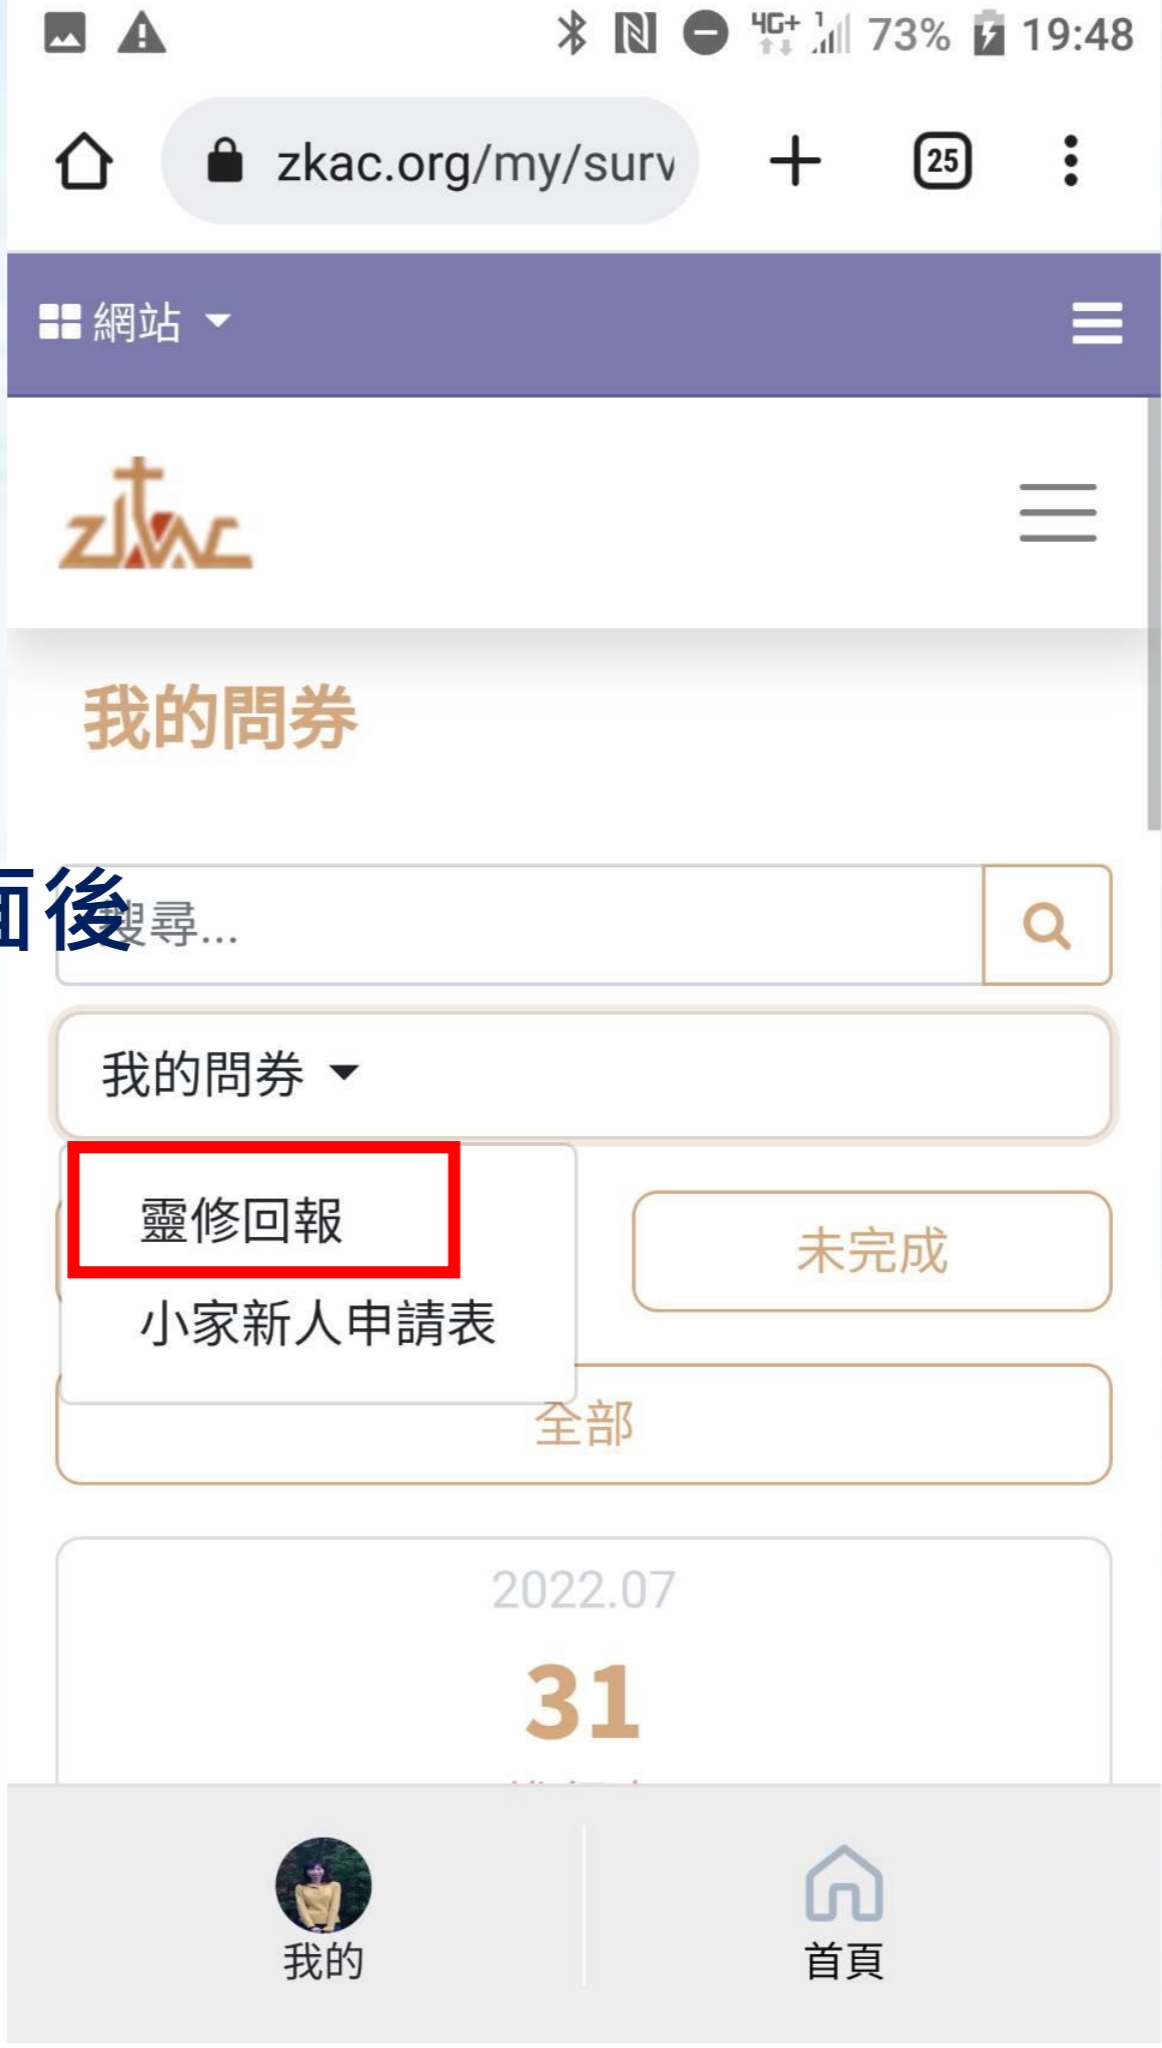 73% 19:48
zkac.org/my/surv
25
網站
zkac
我的問券
面後
搜尋...
我的問券
靈修回報
未完成
小家新人申請表
全部
2022.07
31
我的
首頁